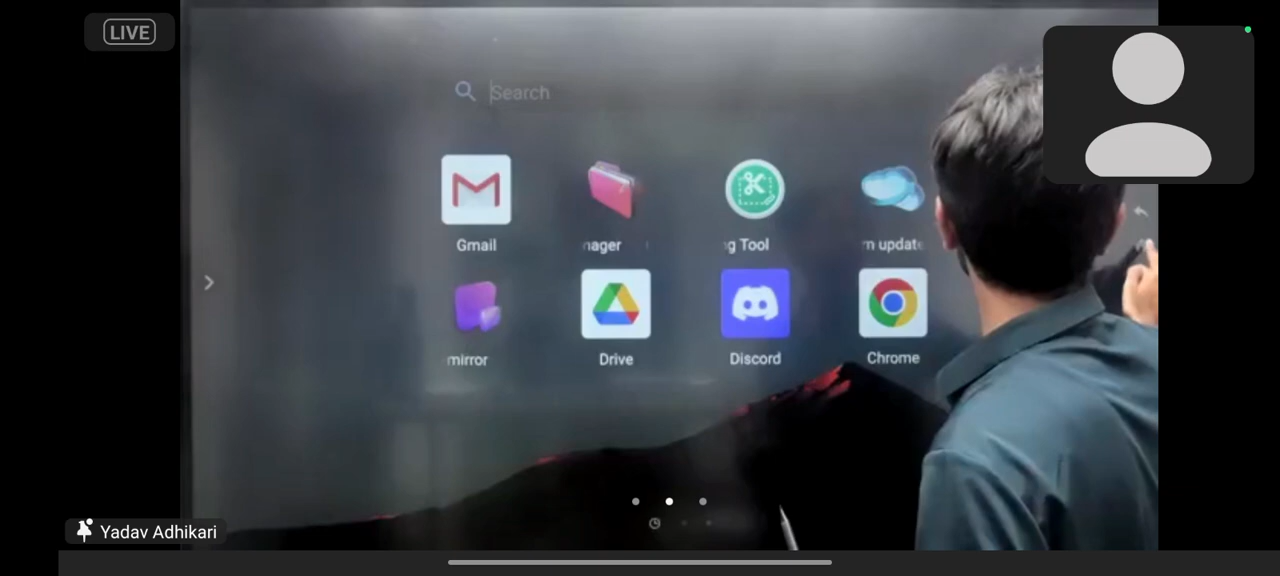 LIVE
Search
Gmail
nager
g Tool
m update
mirror
Drive
Discord
Chrome
Yadav Adhikari